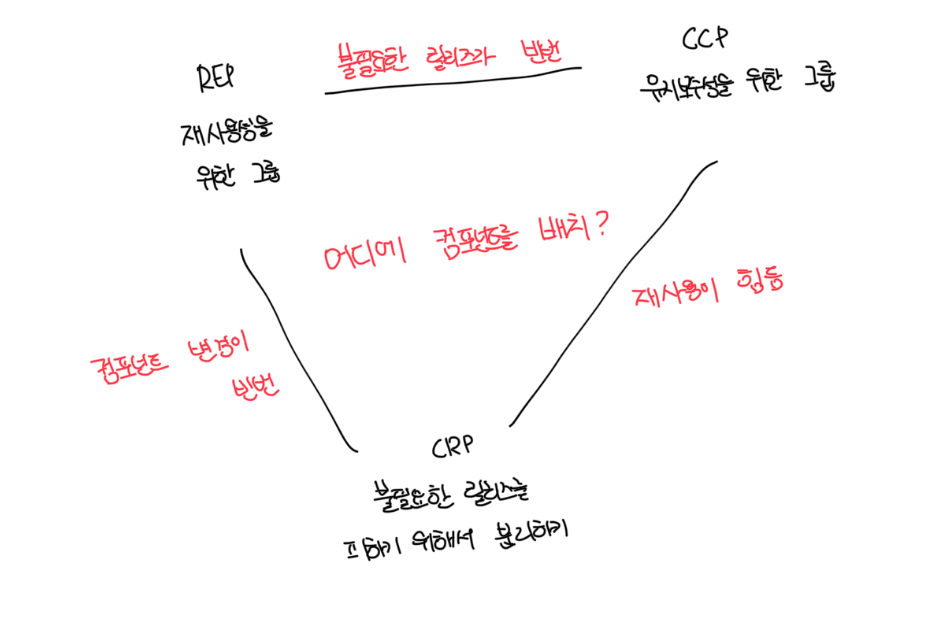 불필요한 릴리즈가 빈번
REP
재사용성을
위한 그룹
CCP
유지보수성을 위한 그룹
어디에 컴포넌트를 배치?
컴포넌트 변경이
빈번
재사용이 힘듬
CRP
불필요한 릴리즈를
피하기 위해서 분리하기